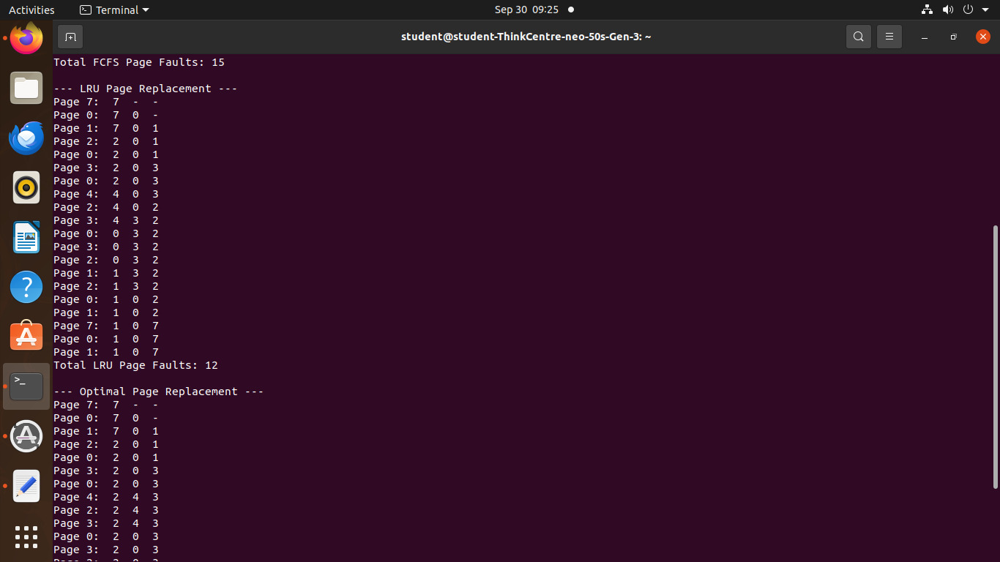 Activities Terminal Sep 30 09:25
student@student-ThinkCentre-neo-50s-Gen-3: ~
Total FCFS Page Faults: 15
--- LRU Page Replacement ---
Page 7: 7 - -
Page 0: 7 0 -
Page 1: 7 0 1
Page 2: 2 0 1
Page 0: 2 0 1
Page 3: 2 0 3
Page 0: 2 0 3
Page 4: 4 0 3
Page 2: 4 0 2
Page 3: 4 3 2
Page 0: 0 3 2
Page 3: 0 3 2
Page 2: 0 3 2
Page 1: 1 3 2
Page 2: 1 3 2
Page 0: 1 0 2
Page 1: 1 0 2
Page 7: 1 0 7
Page 0: 1 0 7
Page 1: 1 0 7
Total LRU Page Faults: 12
--- Optimal Page Replacement ---
Page 7: 7 - -
Page 0: 7 0 -
Page 1: 7 0 1
Page 2: 2 0 1
Page 0: 2 0 1
Page 3: 2 0 3
Page 0: 2 0 3
Page 4: 2 4 3
Page 2: 2 4 3
Page 3: 2 4 3
Page 0: 2 0 3
Page 3: 2 0 3